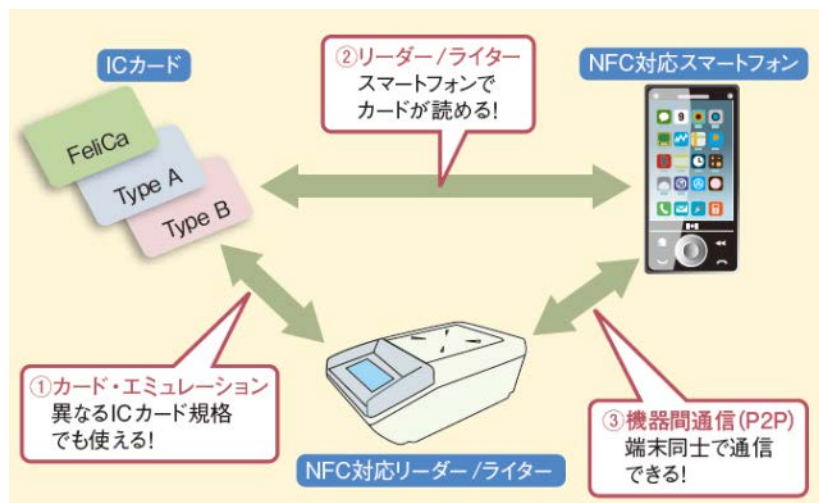 ICカード
②リーダー/ライター
スマートフォンで
カードが読める!
NFC対応スマートフォン
FeliCa
Type A
Type B
9
①カード・エミュレーション
異なるICカード規格
でも使える!
③機器間通信(P2P)
端末同士で通信
できる!
NFC対応リーダー/ライター